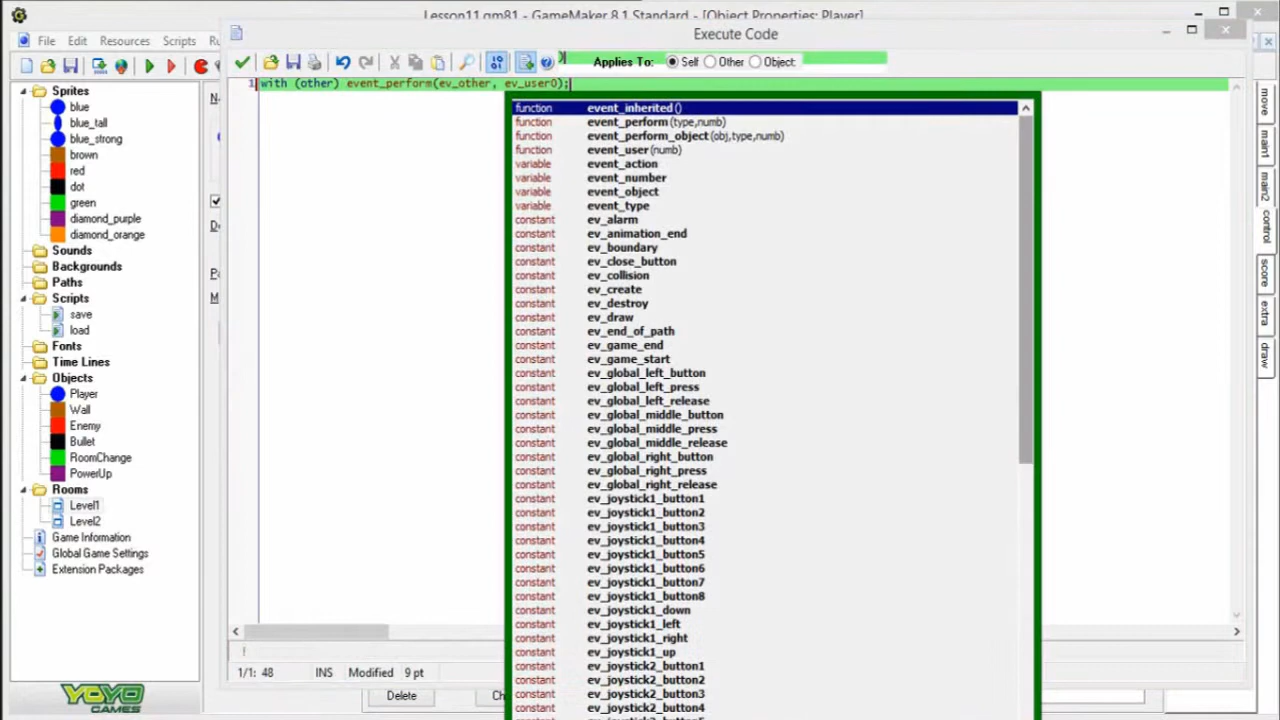 Lesson11.gm81 - GameMaker 8.1 Standard - [Object Properties: Player]
Execute Code
File Edit Resources Scripts
Applies To: Self Other Object:
1 with (other) event_perform(ev_other, ev_user0);
Sprites
blue
blue_tall
blue_strong
brown
red
dot
green
diamond_purple
diamond_orange
Sounds
Backgrounds
Paths
Scripts
save
load
Fonts
Time Lines
Objects
Player
Wall
Enemy
Bullet
RoomChange
PowerUp
Rooms
Level1
Level2
Game Information
Global Game Settings
Extension Packages
YOYO
GAMES
function event_inherited()
function event_perform(type,numb)
function event_perform_object(obj,type,numb)
function event_user(numb)
variable event_action
variable event_number
variable event_object
variable event_type
constant ev_alarm
constant ev_animation_end
constant ev_boundary
constant ev_close_button
constant ev_collision
constant ev_create
constant ev_destroy
constant ev_draw
constant ev_end_of_path
constant ev_game_end
constant ev_game_start
constant ev_global_left_button
constant ev_global_left_press
constant ev_global_left_release
constant ev_global_middle_button
constant ev_global_middle_press
constant ev_global_middle_release
constant ev_global_right_button
constant ev_global_right_press
constant ev_global_right_release
constant ev_joystick1_button1
constant ev_joystick1_button2
constant ev_joystick1_button3
constant ev_joystick1_button4
constant ev_joystick1_button5
constant ev_joystick1_button6
constant ev_joystick1_button7
constant ev_joystick1_button8
constant ev_joystick1_down
constant ev_joystick1_left
constant ev_joystick1_right
constant ev_joystick1_up
constant ev_joystick2_button1
constant ev_joystick2_button2
constant ev_joystick2_button3
constant ev_joystick2_button4
move
main1
main2
control
score
extra
draw
1/1: 48 INS Modified 9 pt
Delete